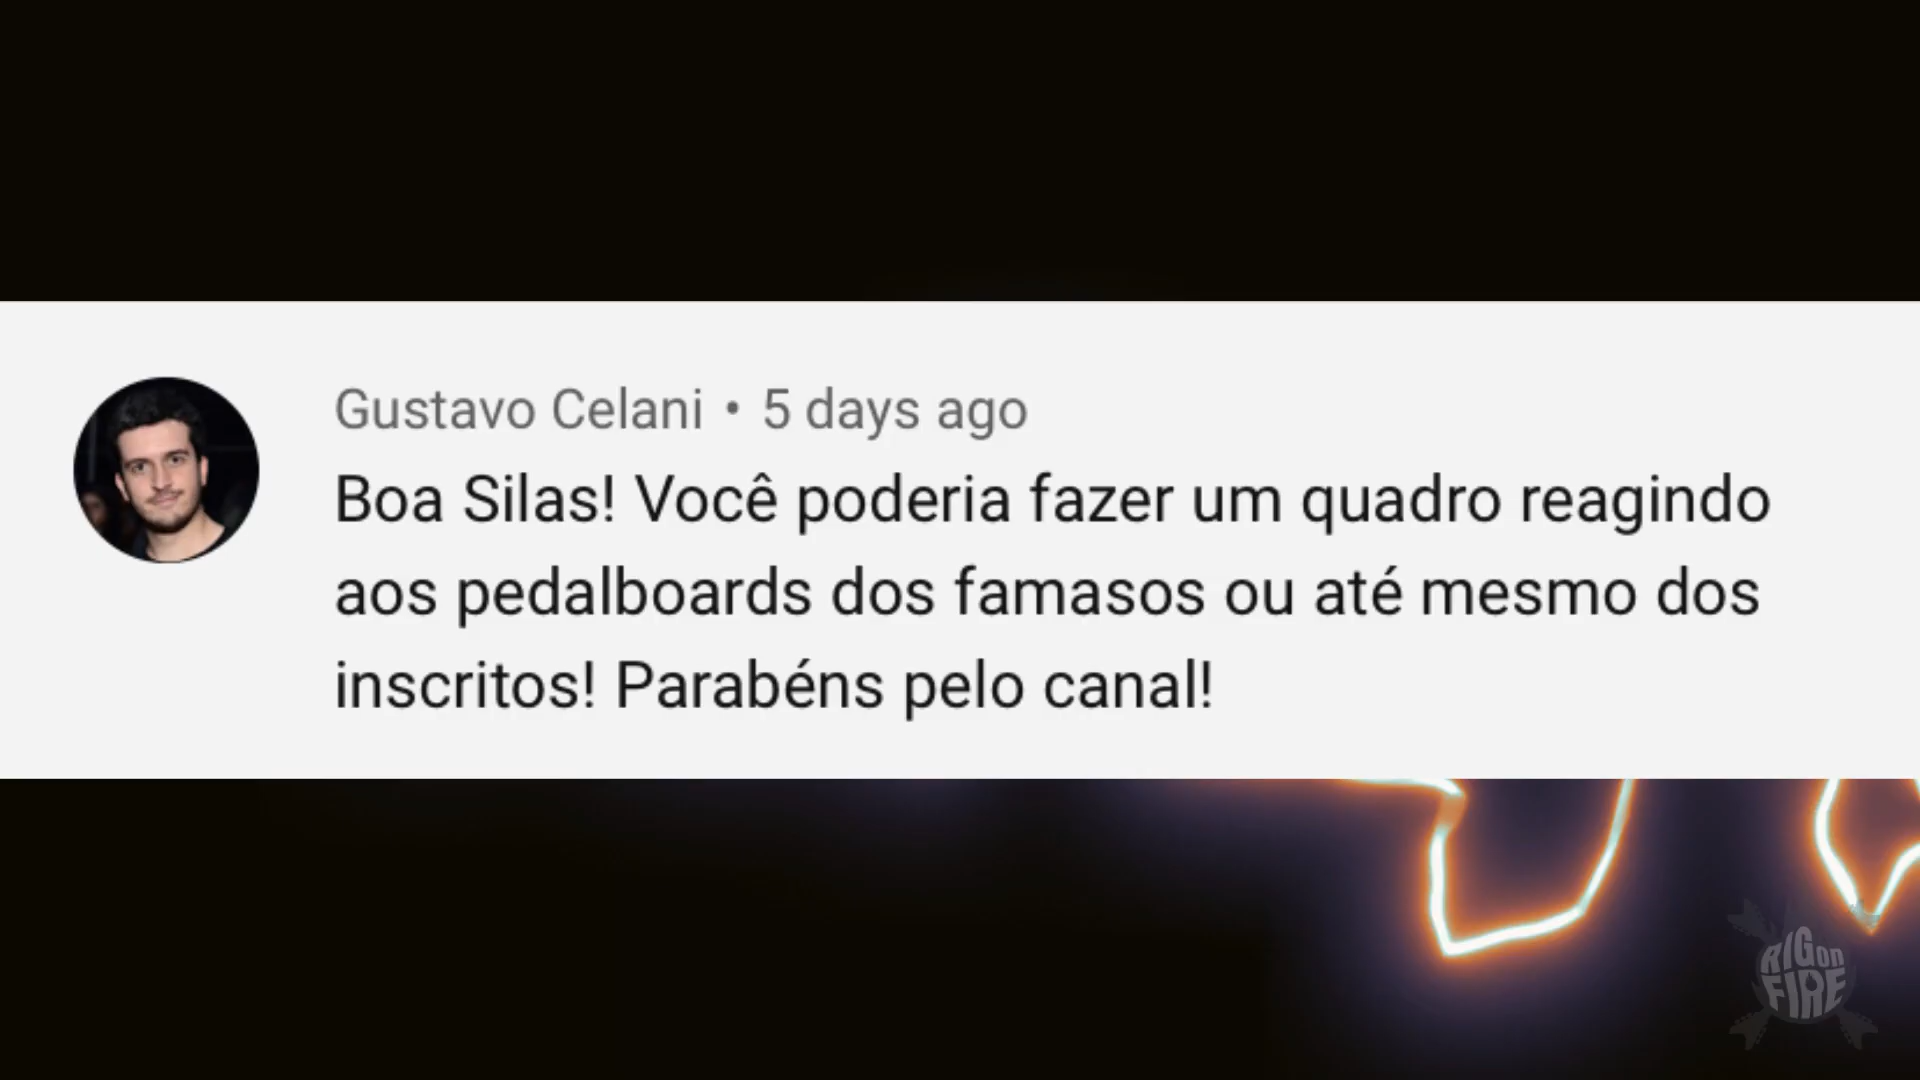 Gustavo Celani • 5 days ago
Boa Silas! Você poderia fazer um quadro reagindo
aos pedalboards dos famasos ou até mesmo dos
inscritos! Parabéns pelo canal!
RIG on
FIRE